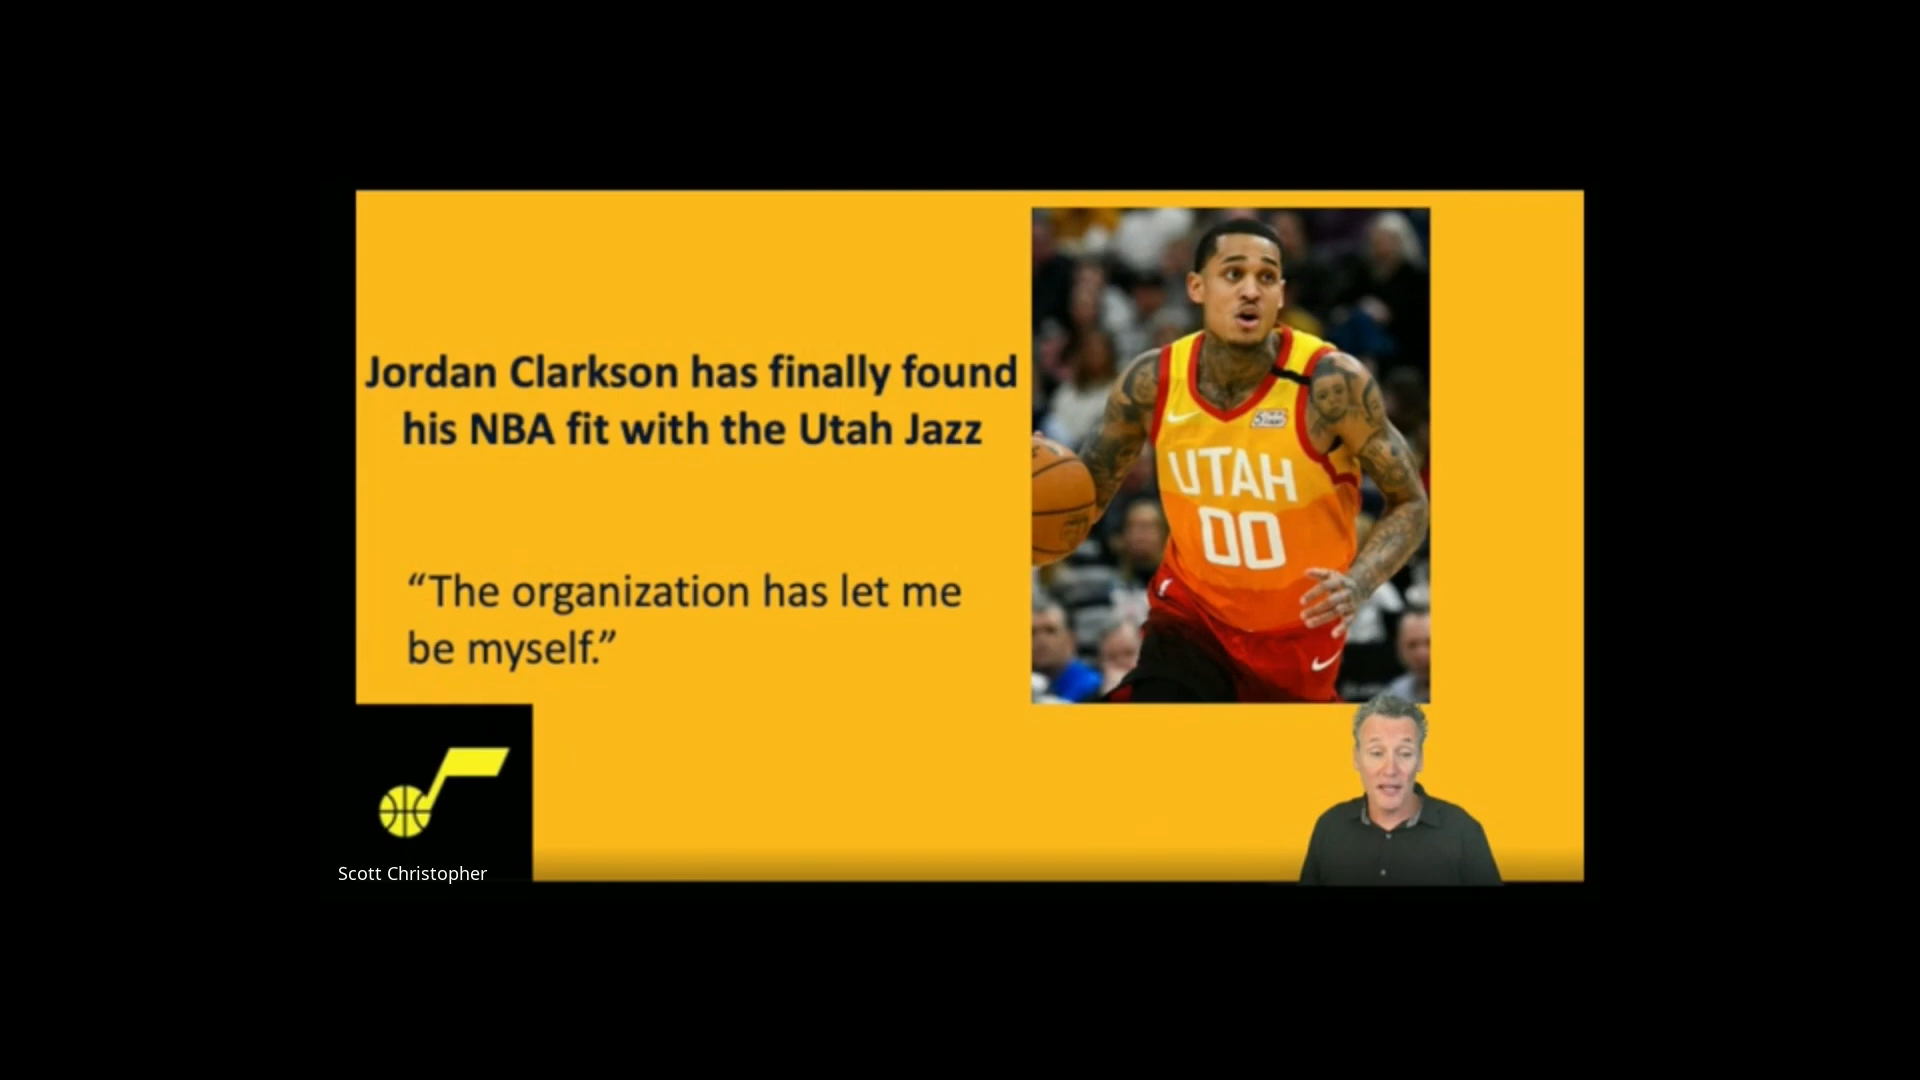 Jordan Clarkson has finally found
his NBA fit with the Utah Jazz
“The organization has let me
be myself.”
UTAH
00
Scott Christopher